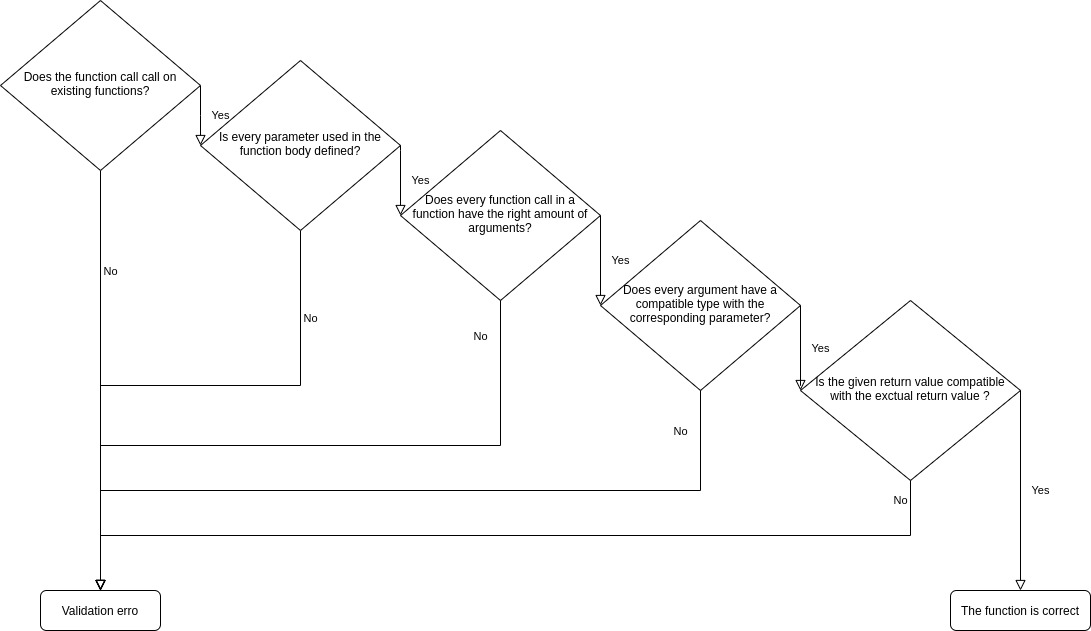 Does the function call call on
existing functions?
Yes
Is every parameter used in the
function body defined?
Yes
Does every function call in a
function have the right amount of
arguments?
Yes
Does every argument have a
compatible type with the
corresponding parameter?
Yes
Is the given return value compatible
with the exctual return value ?
No
No
No
No
No
Yes
Validation erro
The function is correct